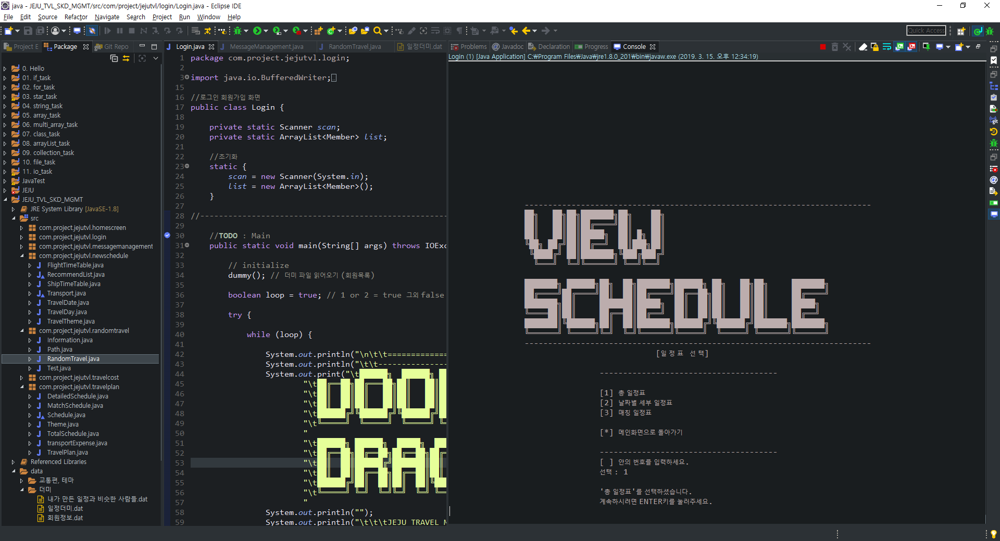 java - JEJU_TVL_SKD_MGMT/src/com/project/jejutvl/login/Login.java - Eclipse IDE
File Edit Source Refactor Navigate Search Project Run Window Help
Quick Access
Project E Package Git Repo
Login.java MessageManagement.java RandomTravel.java 일정더미.dat
Problems Javadoc Declaration Progress Console
Login (1) [Java Application] C:₩Program Files₩Java₩jre1.8.0_201₩bin₩javaw.exe (2019. 3. 15. 오후 12:34:19)
0. Hello
01. if_task
02. for_task
03. star_task
04. string_task
05. array_task
06. multi_array_task
07. class_task
08. arrayList_task
09. collection_task
10. file_task
11. io_task
JavaTest
JEJU
JEJU_TVL_SKD_MGMT
JRE System Library [JavaSE-1.8]
src
com.project.jejutvl.homescreen
com.project.jejutvl.login
com.project.jejutvl.messagemanagement
com.project.jejutvl.newschedule
FlightTimeTable.java
RecommendList.java
ShipTimeTable.java
Transport.java
TravelDate.java
TravelDay.java
TravelTheme.java
com.project.jejutvl.randomtravel
Information.java
Path.java
RandomTravel.java
Test.java
com.project.jejutvl.travelcost
com.project.jejutvl.travelplan
DetailedSchedule.java
MatchSchedule.java
Schedule.java
Theme.java
TotalSchedule.java
transportExpense.java
TravelPlan.java
Referenced Libraries
data
교통편, 테마
더미
내가 만든 일정과 비슷한 사람들.dat
일정더미.dat
회원정보.dat
1 package com.project.jejutvl.login;
2
3 import java.io.BufferedWriter;
15
16 //로그인 회원가입 화면
17 public class Login {
18
19 private static Scanner scan;
20 private static ArrayList<Member> list;
21
22 //초기화
23 static {
24 scan = new Scanner(System.in);
25 list = new ArrayList<Member>();
26 }
27
28 //-----------------------------------------------------
29
30 //TODO : Main
31 public static void main(String[] args) throws IOExc
32
33 // initialize
34 dummy(); // 더미 파일 읽어오기 (회원목록)
35
36 boolean loop = true; // 1 or 2 = true 그외 false
37
38 try {
39
40 while (loop) {
41
42 System.out.println("\n\t\t=============
43 System.out.println("\t\t---------------
44 System.out.print("\t
45 "\t
46 "\t
47 "\t
48 "\t
49 "\t
50 "
51 "\t
52 "\t
53 "\t
54 "\t
55 "\t
56 "\t
57 "
58 System.out.println("");
59 System.out.println("\t\t\tJEJU TRAVEL M
VIEW
SCHEDULE
[일정표 선택]
[1] 총 일정표
[2] 날짜별 세부 일정표
[3] 매칭 일정표
[*] 메인화면으로 돌아가기
[ ] 안의 번호를 입력하세요.
선택 : 1
'총 일정표'를 선택하셨습니다.
계속하시려면 ENTER키를 눌러주세요.